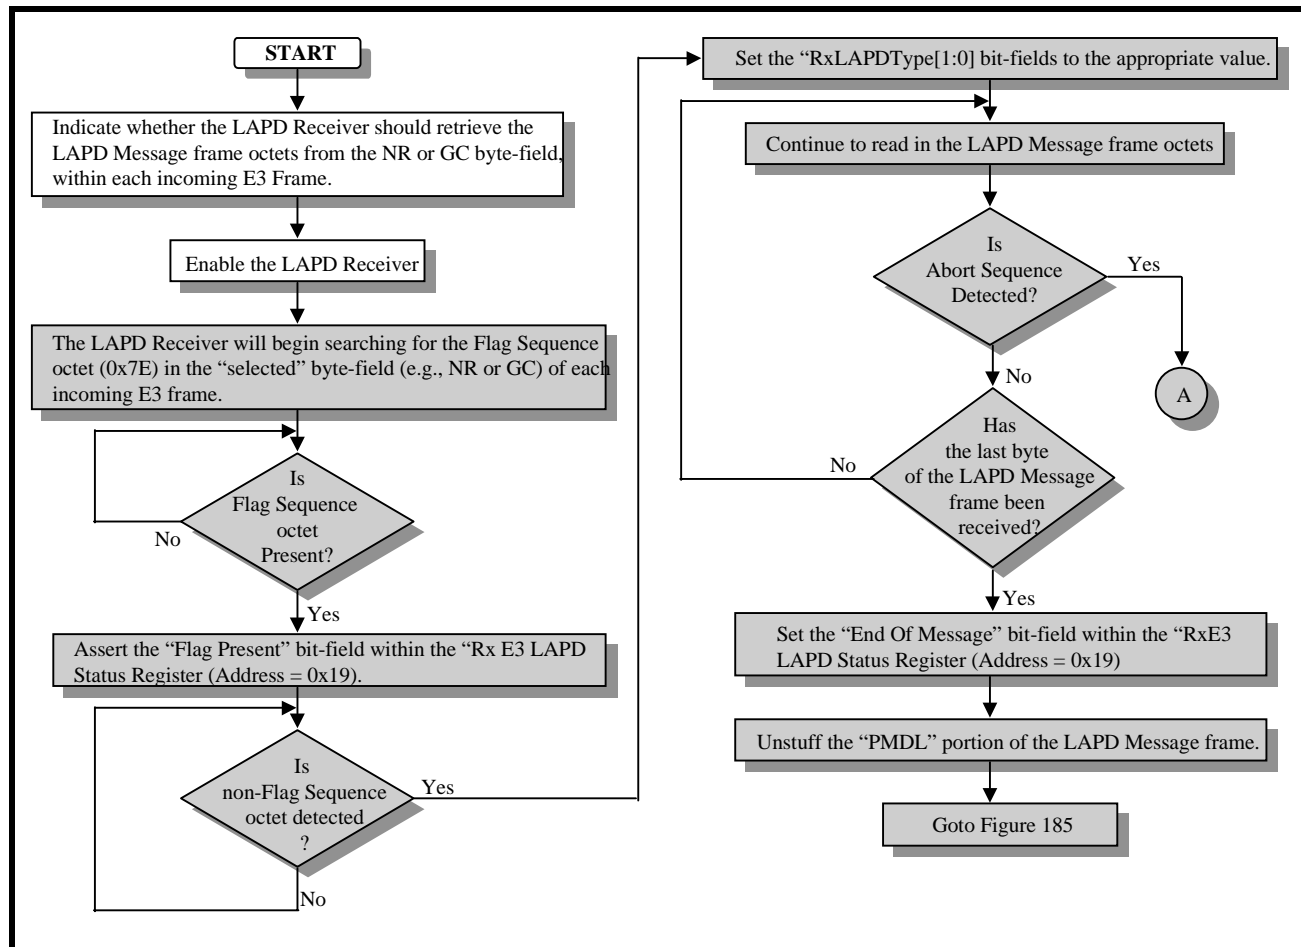 START
Indicate whether the LAPD Receiver should retrieve the
LAPD Message frame octets from the NR or GC byte-field,
within each incoming E3 Frame.
Enable the LAPD Receiver
The LAPD Receiver will begin searching for the Flag Sequence
octet (0x7E) in the “selected” byte-field (e.g., NR or GC) of each
incoming E3 frame.
Is
Flag Sequence
octet
Present?
No
Yes
Assert the “Flag Present” bit-field within the “Rx E3 LAPD
Status Register (Address = 0x19).
Is
non-Flag Sequence
octet detected
?
Yes
No
Set the “RxLAPDType[1:0] bit-fields to the appropriate value.
Continue to read in the LAPD Message frame octets
Is
Abort Sequence
Detected?
Yes
A
No
Has
the last byte
of the LAPD Message
frame been
received?
No
Yes
Set the “End Of Message” bit-field within the “RxE3
LAPD Status Register (Address = 0x19)
Unstuff the “PMDL” portion of the LAPD Message frame.
Goto Figure 185